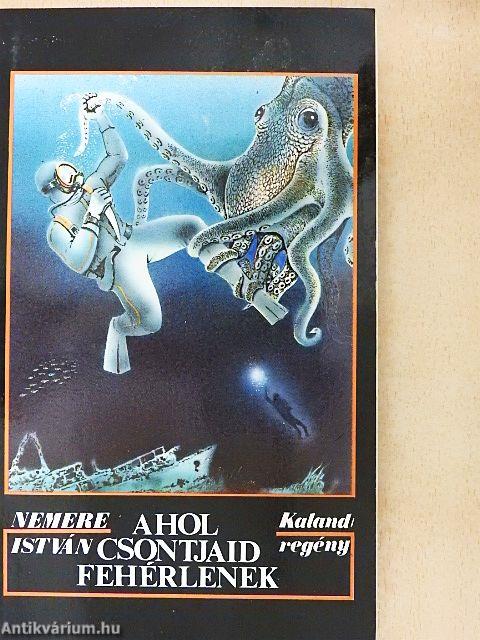 NEMERE
ISTVÁN
AHOL
CSONTJAID
FEHÉRLENEK
Kaland
regény
Antikvárium.hu